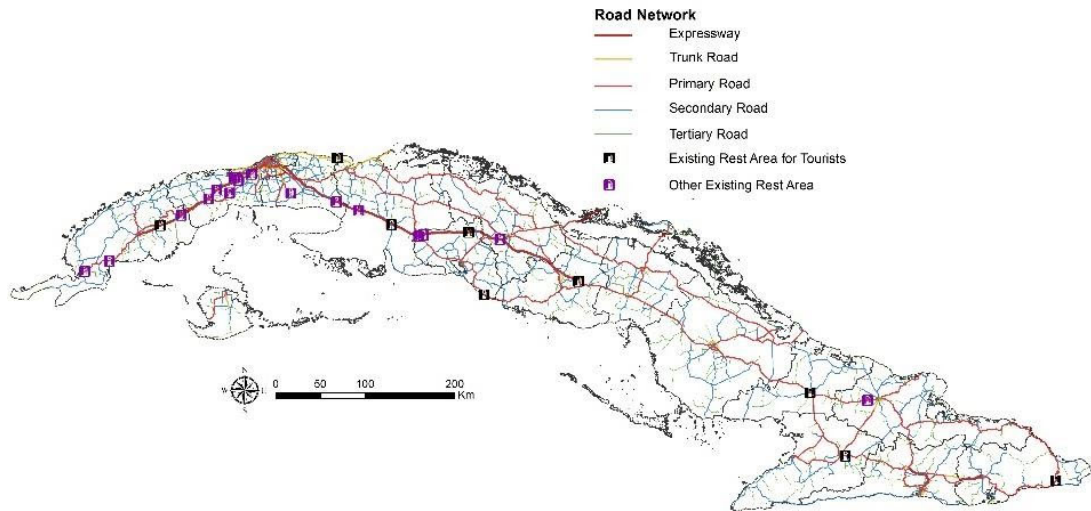 Road Network
Expressway
Trunk Road
Primary Road
Secondary Road
Tertiary Road
Existing Rest Area for Tourists
Other Existing Rest Area
N
W E
S
0 50 100 200
Km